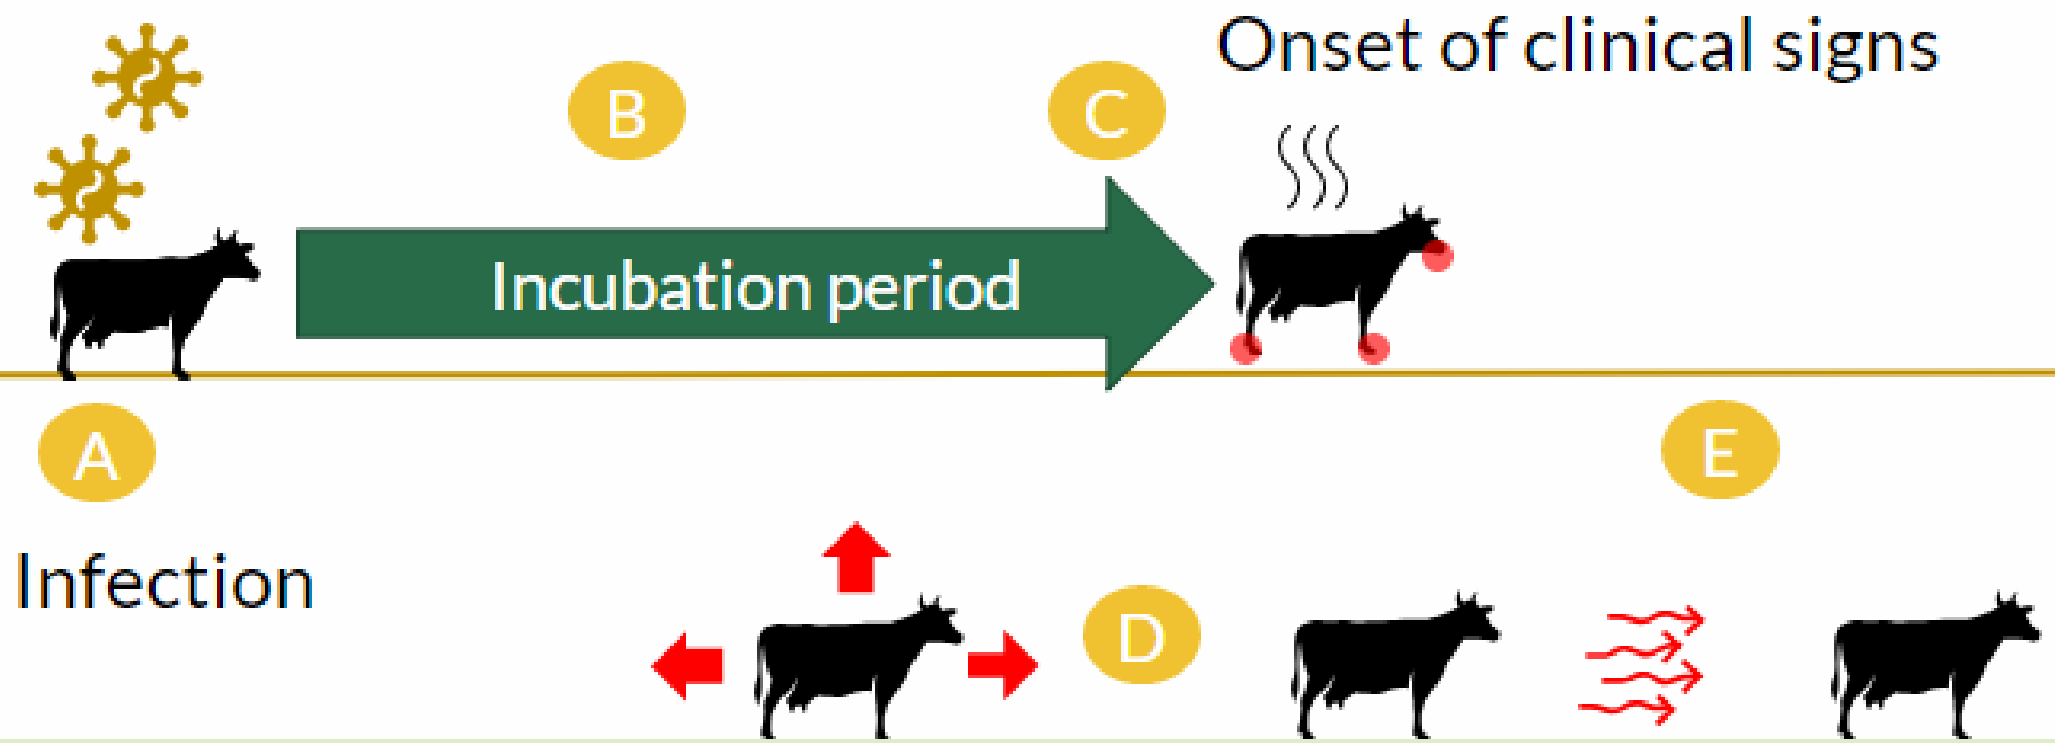 Onset of clinical signs
B
C
Incubation period
A
E
Infection
D